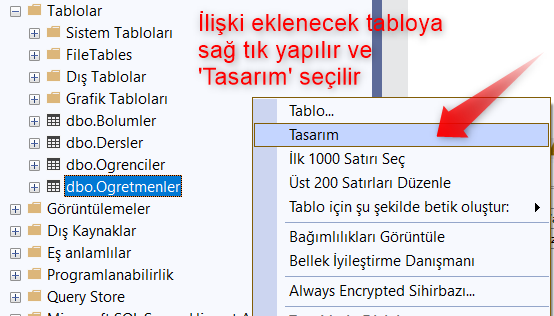 Tablolar
Sistem Tabloları
FileTables
Dış Tablolar
Grafik Tabloları
dbo.Bolumler
dbo.Dersler
dbo.Ogrenciler
dbo.Ogretmenler
Görüntülemeler
Dış Kaynaklar
Eş anlamlılar
Programlanabilirlik
Query Store
İlişki eklenecek tabloya
sağ tık yapılır ve
'Tasarım' seçilir
Tablo...
Tasarım
İlk 1000 Satırı Seç
Üst 200 Satırları Düzenle
Tablo için şu şekilde betik oluştur:
Bağımlılıkları Görüntüle
Bellek İyileştirme Danışmanı
Always Encrypted Sihirbazı...